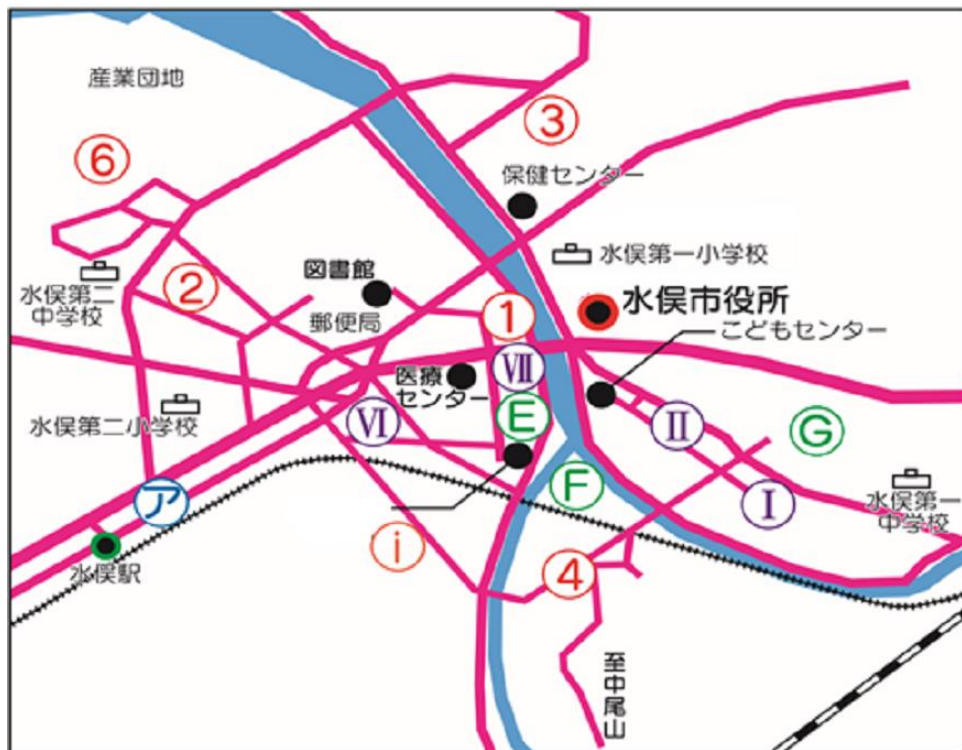 産業団地
③
⑥
保健センター
水俣第一小学校
図書館
水俣第二
中学校
②
①
水俣市役所
郵便局
こどもセンター
医療
センター
Ⅶ
Ⅵ
Ⓔ
Ⅱ
Ⓖ
水俣第二小学校
Ⓕ
Ⅰ
水俣第一
中学校
㋐
水俣駅
ⓘ
④
至中尾山